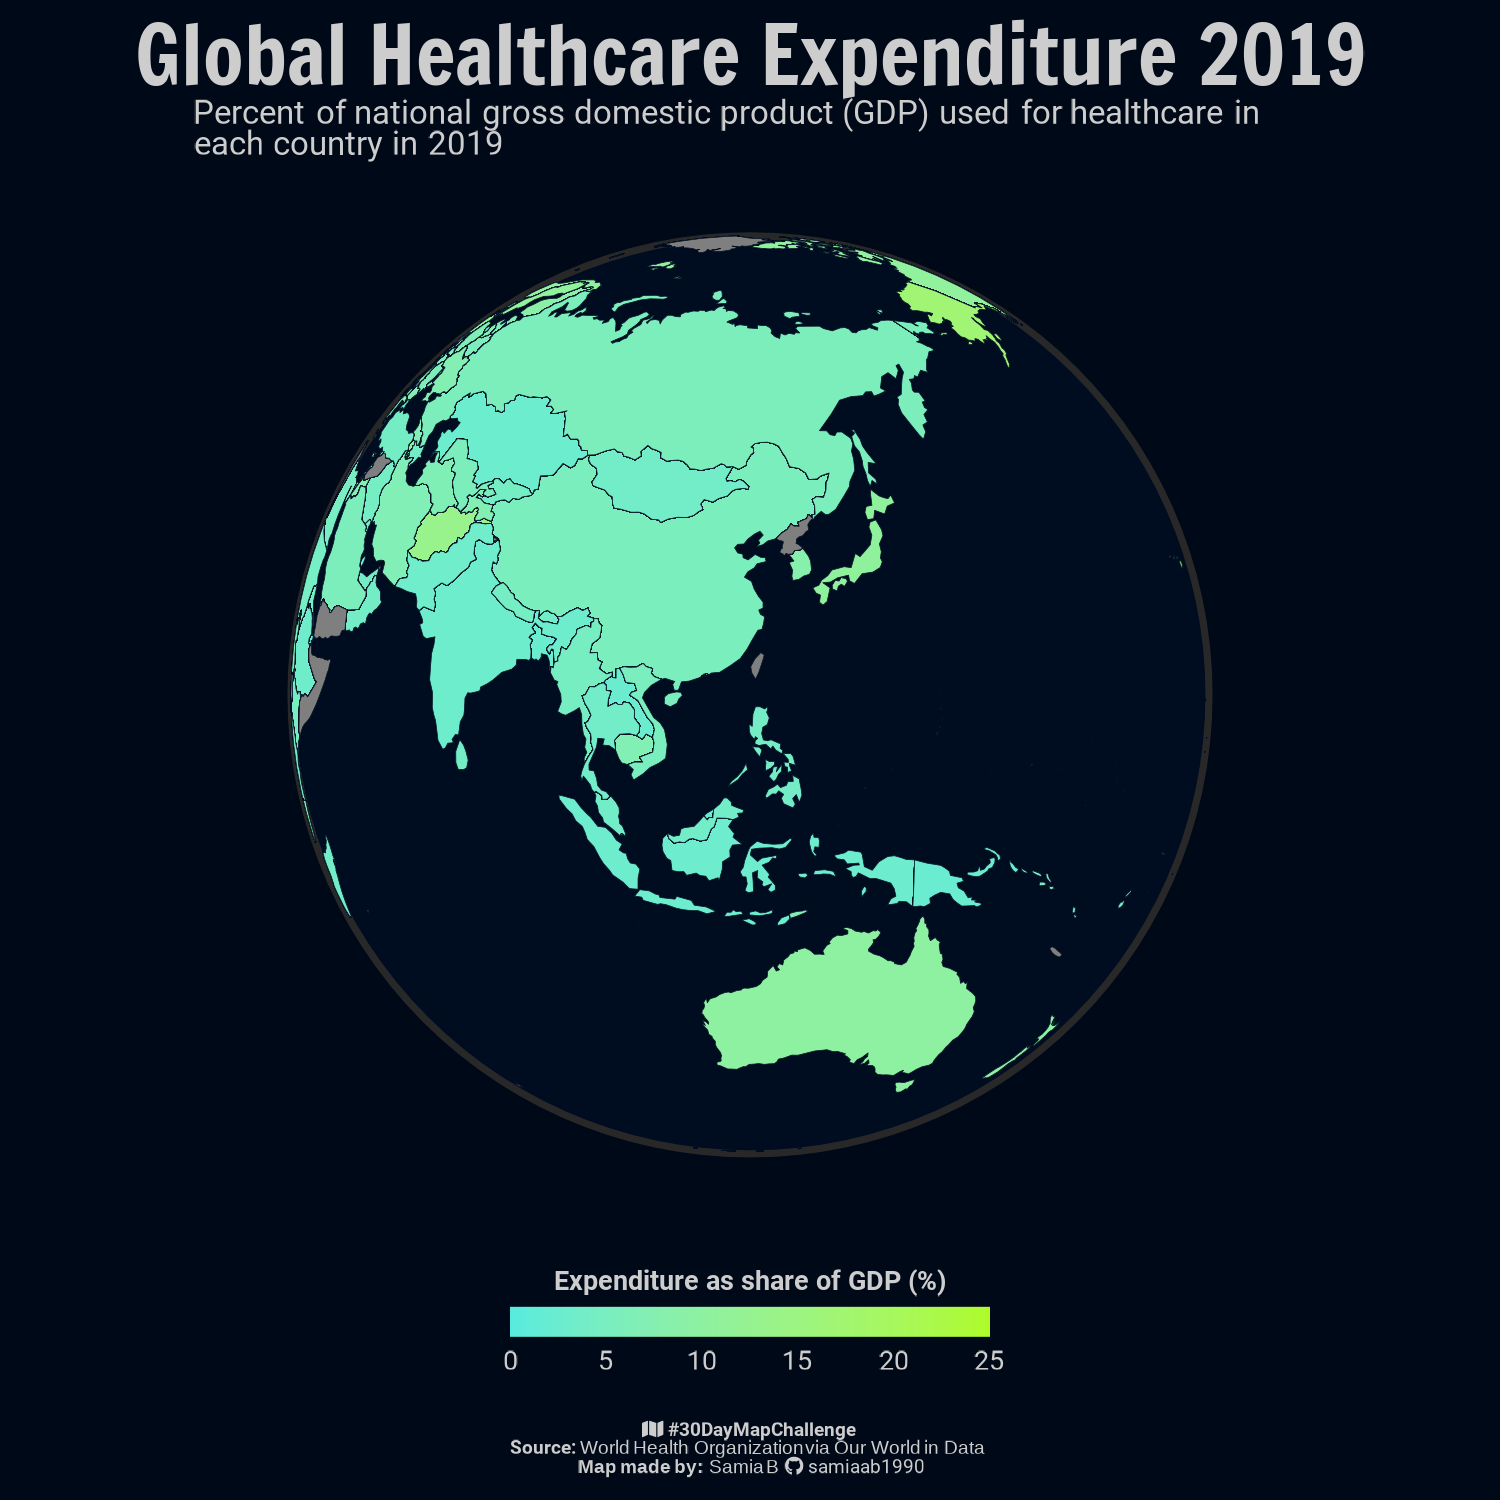 Global Healthcare Expenditure 2019
Percent of national gross domestic product (GDP) used for healthcare in
each country in 2019
Expenditure as share of GDP (%)
0 5 10 15 20 25
#30DayMapChallenge
Source: World Health Organization via Our World in Data
Map made by: Samia B samiaab1990